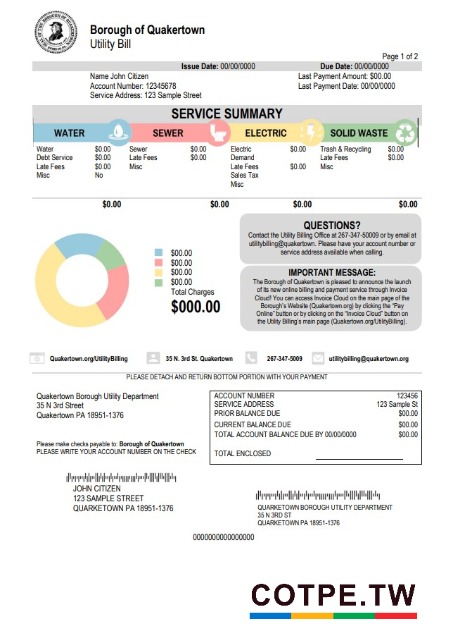 Borough of Quakertown
Utility Bill
Page 1 of 2
Issue Date: 00/00/0000 Due Date: 00/00/0000
Name John Citizen Last Payment Amount: $00.00
Account Number: 12345678 Last Payment Date: 00/00/0000
Service Address: 123 Sample Street
SERVICE SUMMARY
WATER SEWER ELECTRIC SOLID WASTE
Water $0.00 Sewer $0.00 Electric $0.00 Trash & Recycling $0.00
Debt Service $0.00 Late Fees $0.00 Demand Late Fees $0.00
Late Fees $0.00 Misc Late Fees $0.00 Misc
Misc No Sales Tax
Misc
$0.00 $0.00 $0.00 $0.00
QUESTIONS?
Contact the Utility Billing Office at 267-347-50009 or by email at
utilitybilling@quakertown. Please have your account number or
service address available when calling.
$00.00
$00.00
$00.00
$00.00
Total Charges
$000.00
IMPORTANT MESSAGE:
The Borough of Quakertown is pleased to announce the launch
of its new online billing and payment service through Invoice
Cloud! You can access Invoice Cloud on the main page of the
Borough's Website (Quakertown.org) by clicking the "Pay
Online" button or by clicking on the "Invoice Cloud" button on
the Utility Billing's main page (Quakertown.org/UtilityBilling).
Quakertown.org/UtilityBilling 35 N. 3rd St. Quakertown 267-347-5009 utilitybilling@quakertown.org
PLEASE DETACH AND RETURN BOTTOM PORTION WITH YOUR PAYMENT
Quakertown Borough Utility Department
35 N 3rd Street
Quakertown PA 18951-1376
ACCOUNT NUMBER 123456
SERVICE ADDRESS 123 Sample St
PRIOR BALANCE DUE $00.00
CURRENT BALANCE DUE $00.00
TOTAL ACCOUNT BALANCE DUE BY 00/00/0000 $00.00
TOTAL ENCLOSED
Please make checks payable to: Borough of Quakertown
PLEASE WRITE YOUR ACCOUNT NUMBER ON THE CHECK
JOHN CITIZEN
123 SAMPLE STREET
QUARKETOWN PA 18951-1376
QUARKETOWN BOROUGH UTILITY DEPARTMENT
35 N 3RD ST
QUARKETOWN PA 18951-1376
0000000000000000
COTPE.TW